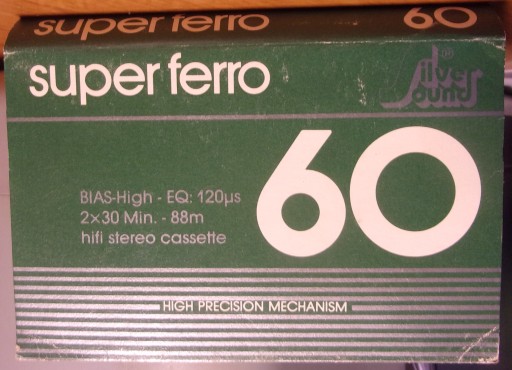 super ferro 60
super ferro
Silver Sound ®
60
BIAS-High - EQ: 120µs
2×30 Min. - 88m
hifi stereo cassette
HIGH PRECISION MECHANISM